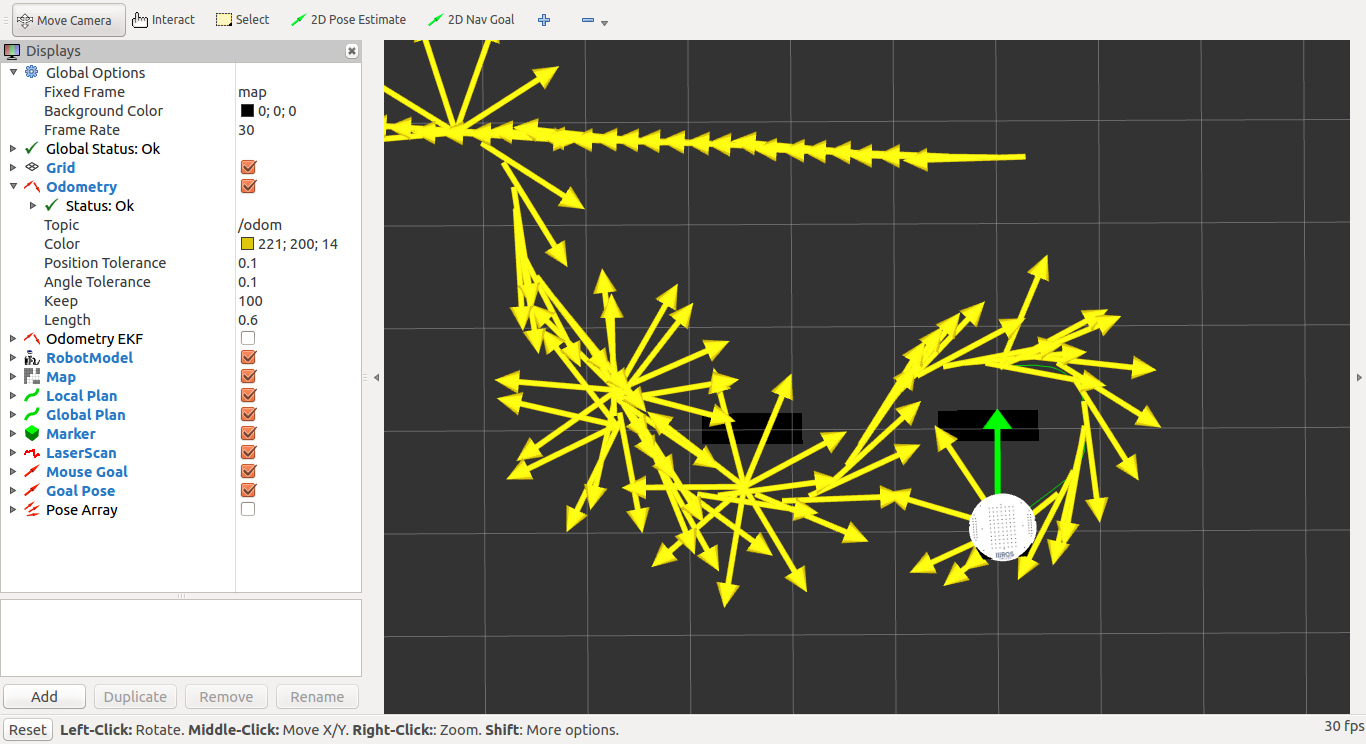 Move Camera Interact Select 2D Pose Estimate 2D Nav Goal
Displays
Global Options
Fixed Frame map
Background Color 0; 0; 0
Frame Rate 30
Global Status: Ok
Grid
Odometry
Status: Ok
Topic /odom
Color 221; 200; 14
Position Tolerance 0.1
Angle Tolerance 0.1
Keep 100
Length 0.6
Odometry EKF
RobotModel
Map
Local Plan
Global Plan
Marker
LaserScan
Mouse Goal
Goal Pose
Pose Array
Add Duplicate Remove Rename
Reset Left-Click: Rotate. Middle-Click: Move X/Y. Right-Click:: Zoom. Shift: More options. 30 fps